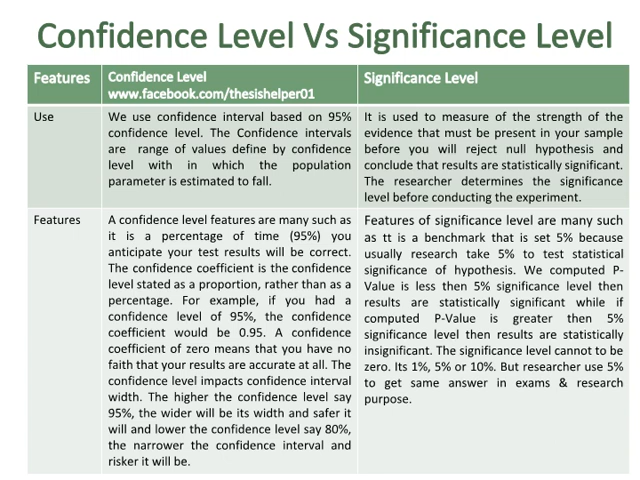 Confidence Level Vs Significance Level
Features
Confidence Level
www.facebook.com/thesishelper01
Significance Level
Use
We use confidence interval based on 95%
confidence level. The Confidence intervals
are range of values define by confidence
level with in which the population
parameter is estimated to fall.
It is used to measure of the strength of the
evidence that must be present in your sample
before you will reject null hypothesis and
conclude that results are statistically significant.
The researcher determines the significance
level before conducting the experiment.
Features
A confidence level features are many such as
it is a percentage of time (95%) you
anticipate your test results will be correct.
The confidence coefficient is the confidence
level stated as a proportion, rather than as a
percentage. For example, if you had a
confidence level of 95%, the confidence
coefficient would be 0.95. A confidence
coefficient of zero means that you have no
faith that your results are accurate at all. The
confidence level impacts confidence interval
width. The higher the confidence level say
95%, the wider will be its width and safer it
will and lower the confidence level say 80%,
the narrower the confidence interval and
risker it will be.
Features of significance level are many such
as tt is a benchmark that is set 5% because
usually research take 5% to test statistical
significance of hypothesis. We computed P-
Value is less then 5% significance level then
results are statistically significant while if
computed P-Value is greater then 5%
significance level then results are statistically
insignificant. The significance level cannot to be
zero. Its 1%, 5% or 10%. But researcher use 5%
to get same answer in exams & research
purpose.